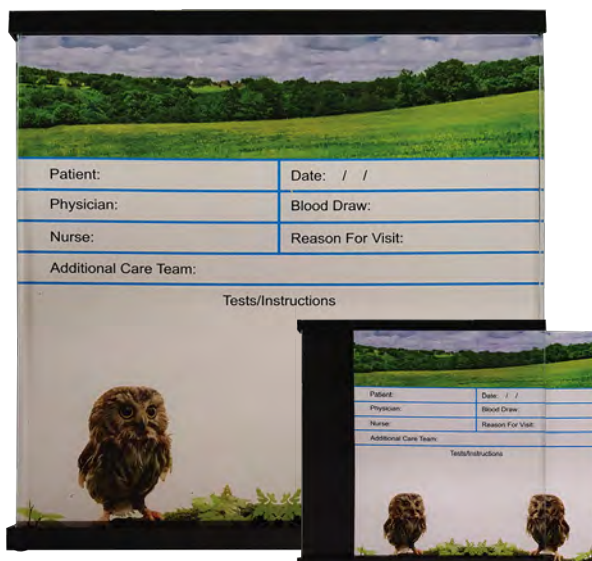 Patient:
Date: / /
Physician:
Blood Draw:
Nurse:
Reason For Visit:
Additional Care Team:
Tests/Instructions
Patient:
Date: / /
Physician:
Blood Draw:
Nurse:
Reason For Visit:
Additional Care Team:
Tests/Instructions